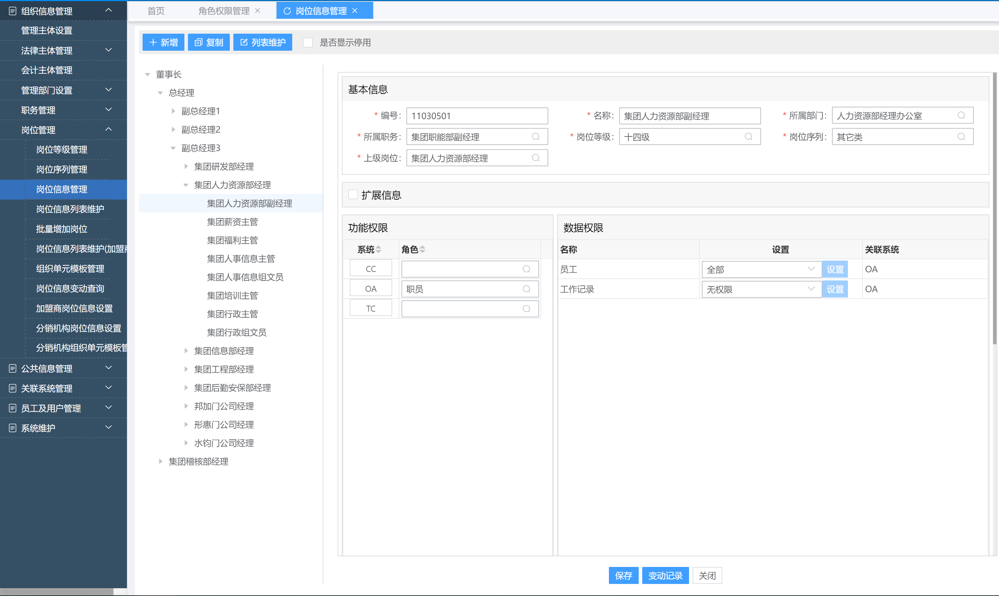 组织信息管理
管理主体设置
法律主体管理
会计主体管理
管理部门设置
职务管理
岗位管理
岗位等级管理
岗位序列管理
岗位信息管理
岗位信息列表维护
批量增加岗位
岗位信息列表维护(加盟商
组织单元模板管理
岗位信息变动查询
加盟商岗位信息设置
分销机构岗位信息设置
分销机构组织单元模板管
公共信息管理
关联系统管理
员工及用户管理
系统维护
首页 角色权限管理 岗位信息管理
新增 复制 列表维护 是否显示停用
董事长
总经理
副总经理1
副总经理2
副总经理3
集团研发部经理
集团人力资源部经理
集团人力资源部副经理
集团薪资主管
集团福利主管
集团人事信息主管
集团人事信息组文员
集团培训主管
集团行政主管
集团行政组文员
集团信息部经理
集团工程部经理
集团后勤安保部经理
邦加门公司经理
形惠门公司经理
水钧门公司经理
集团稽核部经理
基本信息
* 编号: 11030501 * 名称: 集团人力资源部副经理 * 所属部门: 人力资源部经理办公室
* 所属职务: 集团职能部副经理 * 岗位等级: 十四级 * 岗位序列: 其它类
* 上级岗位: 集团人力资源部经理
扩展信息
功能权限
系统 角色
CC
OA 职员
TC
数据权限
名称 设置 关联系统
员工 全部 设置 OA
工作记录 无权限 设置 OA
保存 变动记录 关闭